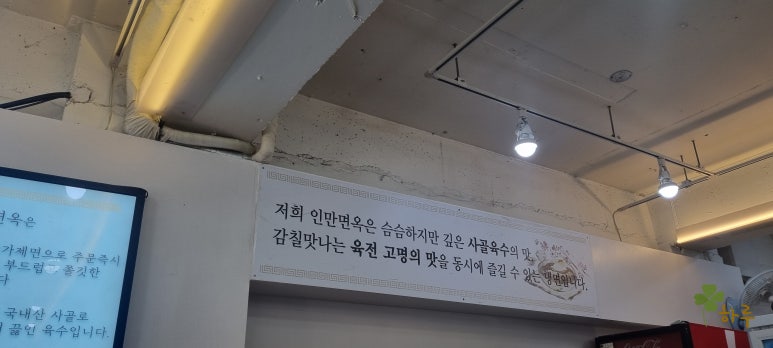 저희 인만면옥은 슴슴하지만 깊은 사골육수의 맛,
감칠맛나는 육전 고명의 맛을 동시에 즐길 수 있는 냉면입니다.
면옥은
가제면으로 주문즉시
부드럽고 쫄깃한
다
국내산 사골로
끓인 육수입니다.
하루